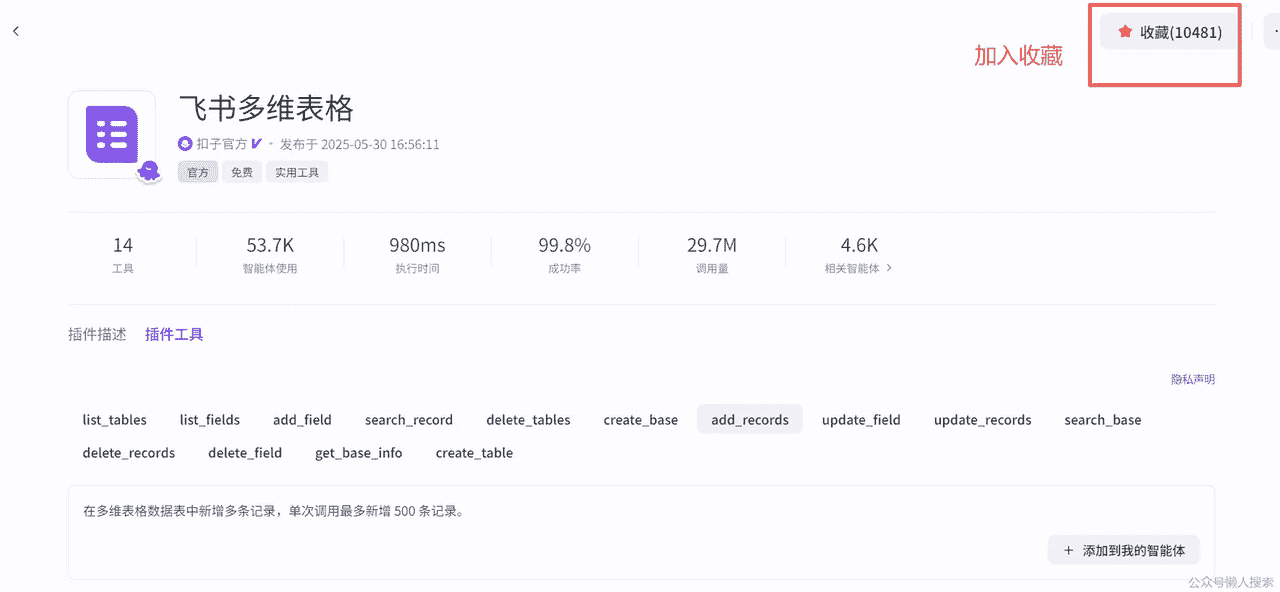 收藏(10481)
加入收藏
飞书多维表格
扣子官方 · 发布于 2025-05-30 16:56:11
官方 免费 实用工具
14 53.7K 980ms 99.8% 29.7M 4.6K
工具 智能体使用 执行时间 成功率 调用量 相关智能体
插件描述 插件工具
隐私声明
list_tables list_fields add_field search_record delete_tables create_base add_records update_field update_records search_base
delete_records delete_field get_base_info create_table
在多维表格数据表中新增多条记录，单次调用最多新增 500 条记录。
+ 添加到我的智能体
公众号懒人搜索